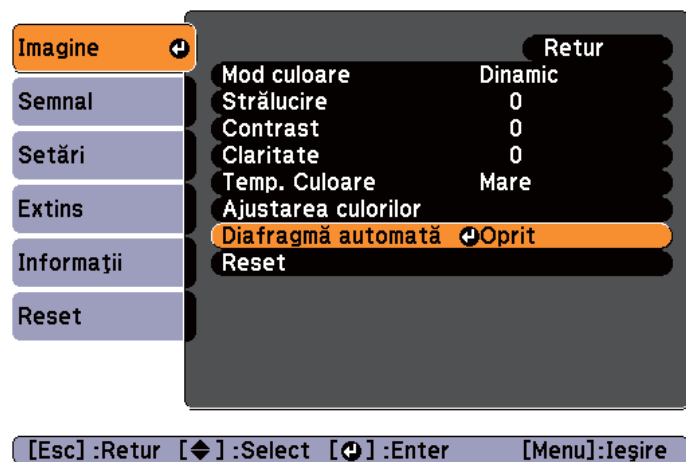 Imagine
Semnal
Setări
Extins
Informaţii
Reset
Retur
Mod culoare Dinamic
Strălucire 0
Contrast 0
Claritate 0
Temp. Culoare Mare
Ajustarea culorilor
Diafragmă automată Oprit
Reset
[Esc] :Retur [◆] :Select [↵] :Enter [Menu]:Ieşire